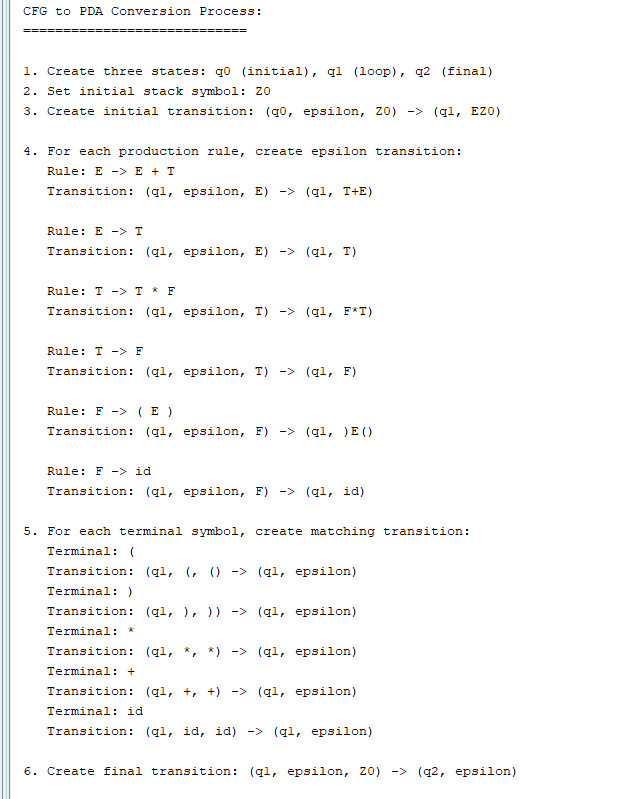 CFG to PDA Conversion Process:
============================
1. Create three states: q0 (initial), q1 (loop), q2 (final)
2. Set initial stack symbol: Z0
3. Create initial transition: (q0, epsilon, Z0) -> (q1, EZ0)
4. For each production rule, create epsilon transition:
Rule: E -> E + T
Transition: (q1, epsilon, E) -> (q1, T+E)
Rule: E -> T
Transition: (q1, epsilon, E) -> (q1, T)
Rule: T -> T * F
Transition: (q1, epsilon, T) -> (q1, F*T)
Rule: T -> F
Transition: (q1, epsilon, T) -> (q1, F)
Rule: F -> ( E )
Transition: (q1, epsilon, F) -> (q1, )E()
Rule: F -> id
Transition: (q1, epsilon, F) -> (q1, id)
5. For each terminal symbol, create matching transition:
Terminal: (
Transition: (q1, (, () -> (q1, epsilon)
Terminal: )
Transition: (q1, ), )) -> (q1, epsilon)
Terminal: *
Transition: (q1, *, *) -> (q1, epsilon)
Terminal: +
Transition: (q1, +, +) -> (q1, epsilon)
Terminal: id
Transition: (q1, id, id) -> (q1, epsilon)
6. Create final transition: (q1, epsilon, Z0) -> (q2, epsilon)